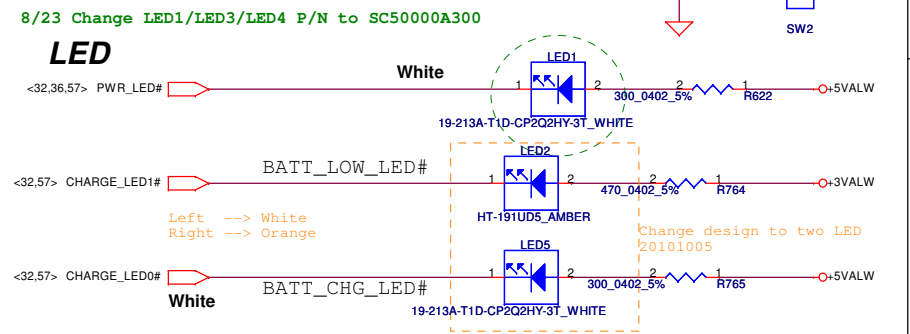 8/23 Change LED1/LED3/LED4 P/N to SC50000A300
SW2
LED
LED1
White
<32,36,57> PWR_LED# 1 2 2 1 +5VALW
300_0402_5% R622
19-213A-T1D-CP2Q2HY-3T_WHITE
LED2
BATT_LOW_LED#
<32,57> CHARGE_LED1# 1 2 2 1 +3VALW
470_0402_5% R764
Left --> White
HT-191UD5_AMBER
Right --> Orange
Change design to two LED
20101005
LED5
<32,57> CHARGE_LED0# 1 2 2 1 +5VALW
300_0402_5% R765
BATT_CHG_LED#
White
19-213A-T1D-CP2Q2HY-3T_WHITE